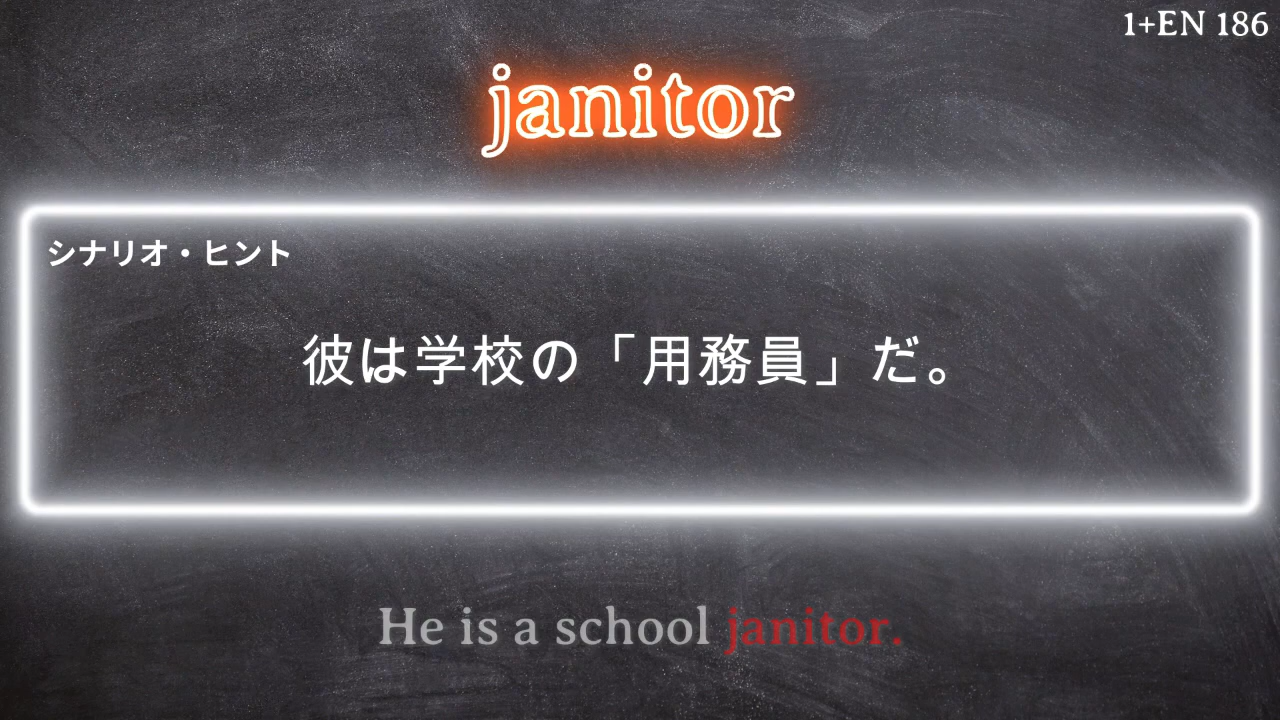 1+EN 186
janitor
シナリオ・ヒント
彼は学校の「用務員」だ。
He is a school janitor.